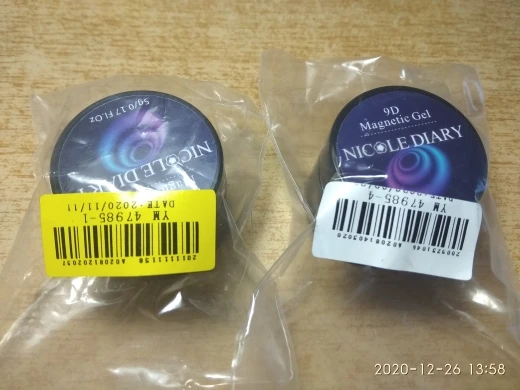 5g/0.17Fl.Oz
NICOLE DIARY
YM 47985-1
DATE:2020/11/11
9D
Magnetic Gel
NICOLE DIARY
YM 47985-4
2020-12-26 13:58